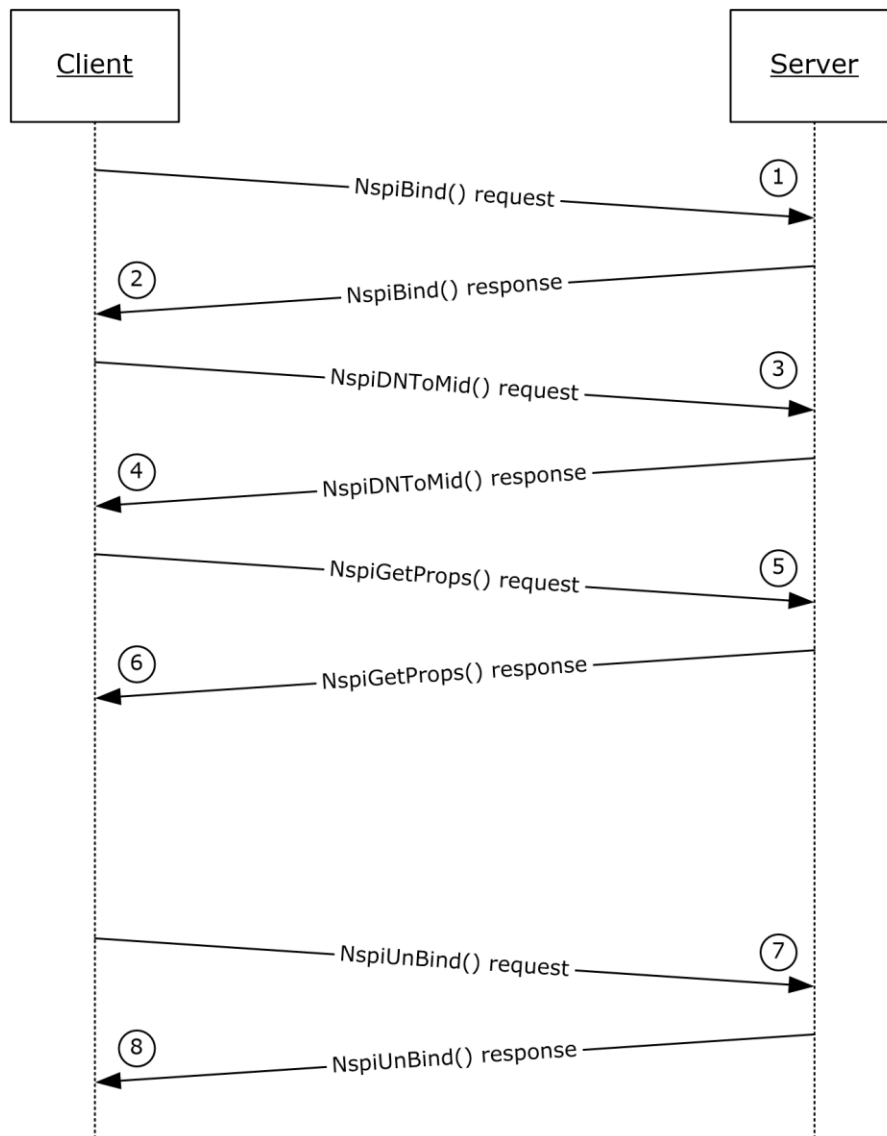 Client
Server
NspiBind() request
1
2
NspiBind() response
NspiDNToMid() request
3
4
NspiDNToMid() response
NspiGetProps() request
5
6
NspiGetProps() response
NspiUnBind() request
7
8
NspiUnBind() response